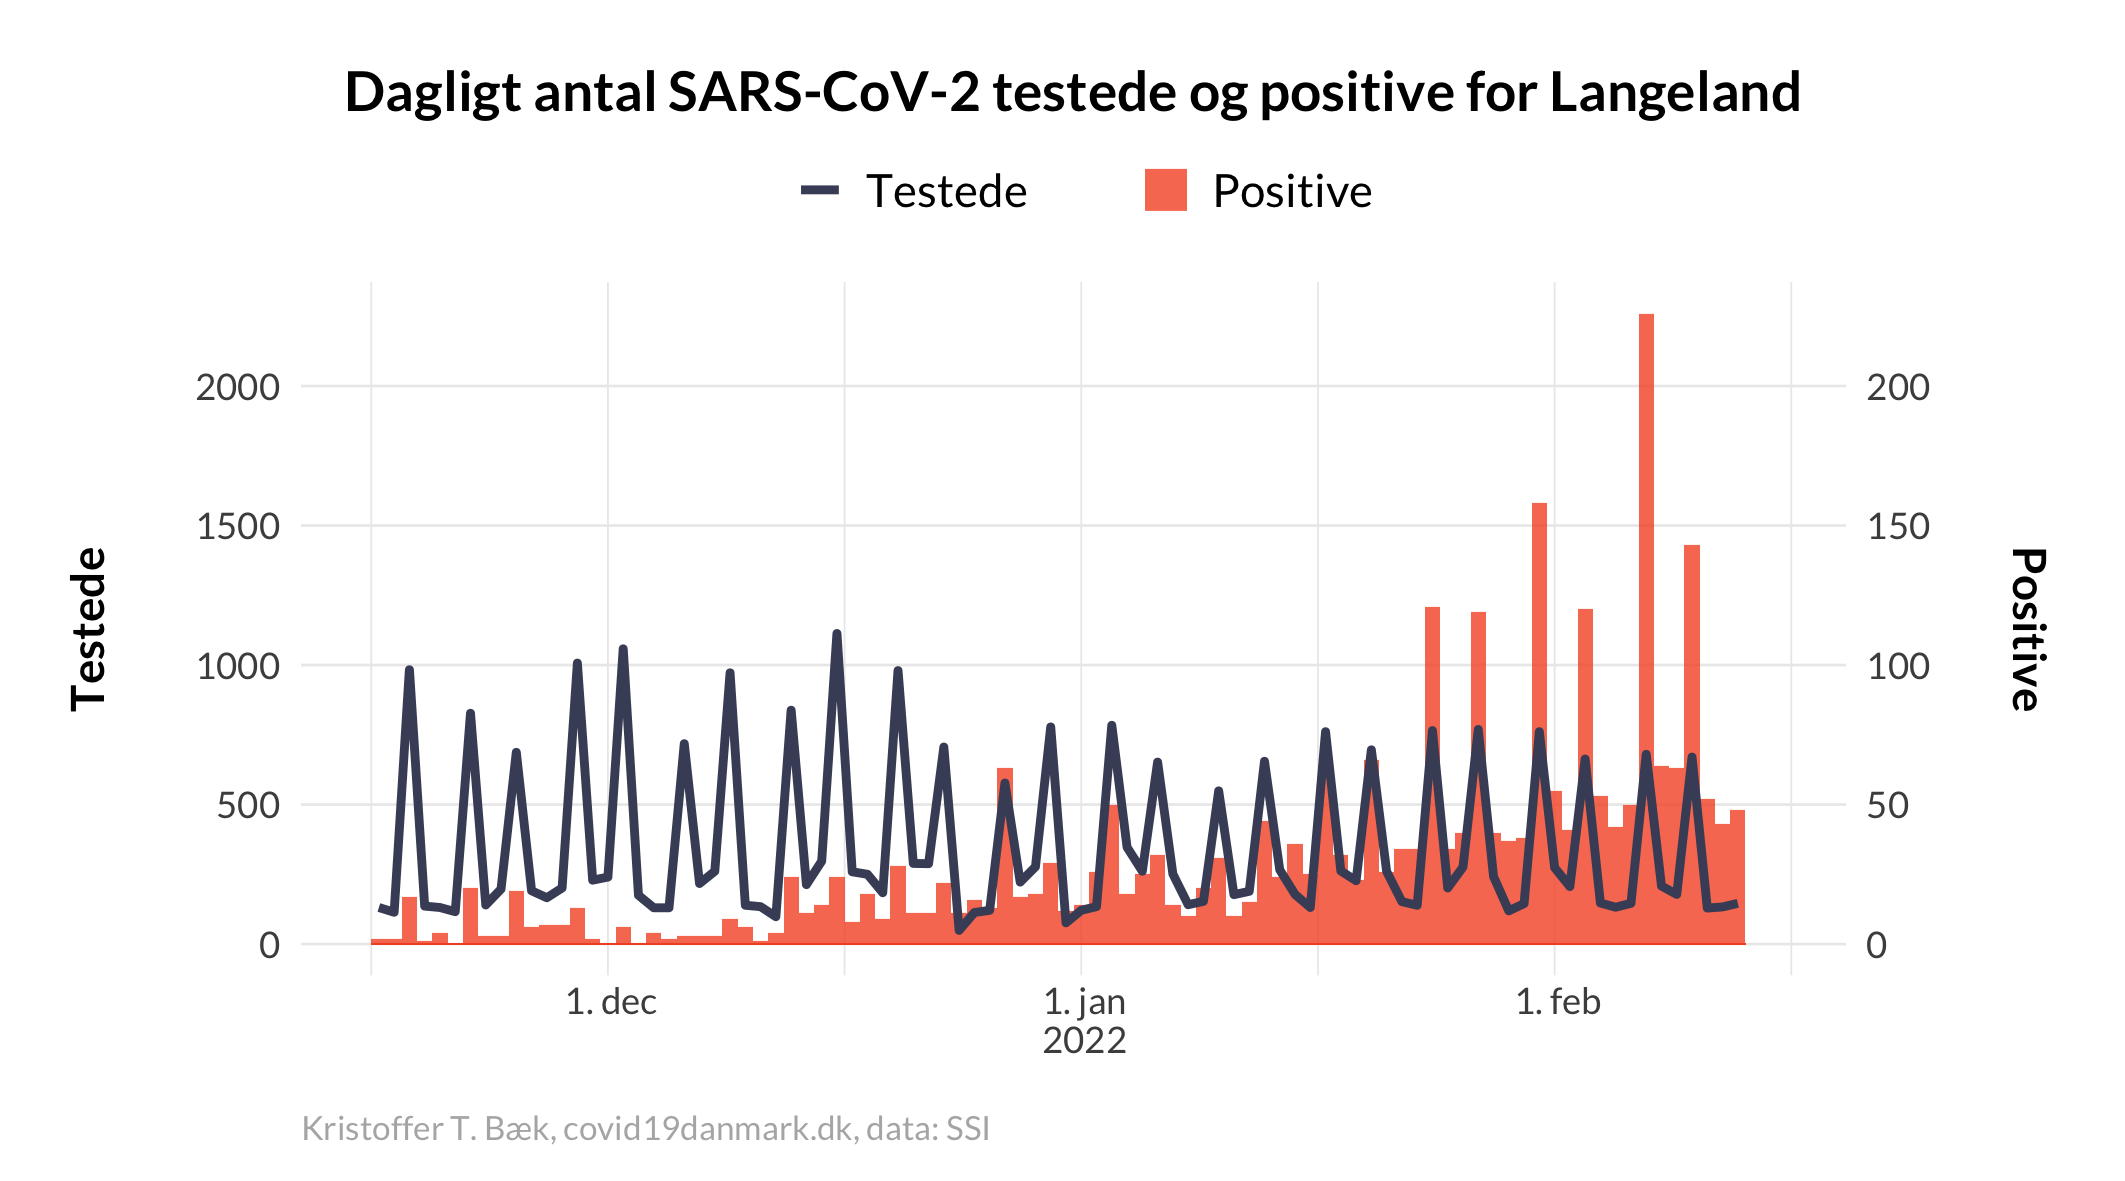 Dagligt antal SARS-CoV-2 testede og positive for Langeland
Testede
Positive
Testede
2000
1500
1000
500
0
200
150
100
50
0
Positive
1. dec
1. jan
2022
1. feb
Kristoffer T. Bæk, covid19danmark.dk, data: SSI